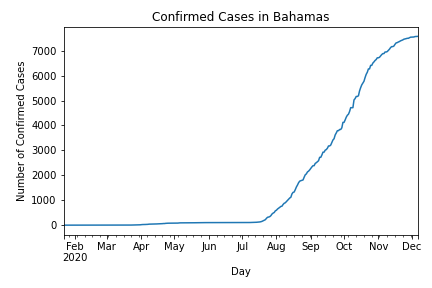 Confirmed Cases in Bahamas
Number of Confirmed Cases
7000
6000
5000
4000
3000
2000
1000
0
Feb Mar Apr May Jun Jul Aug Sep Oct Nov Dec
2020
Day